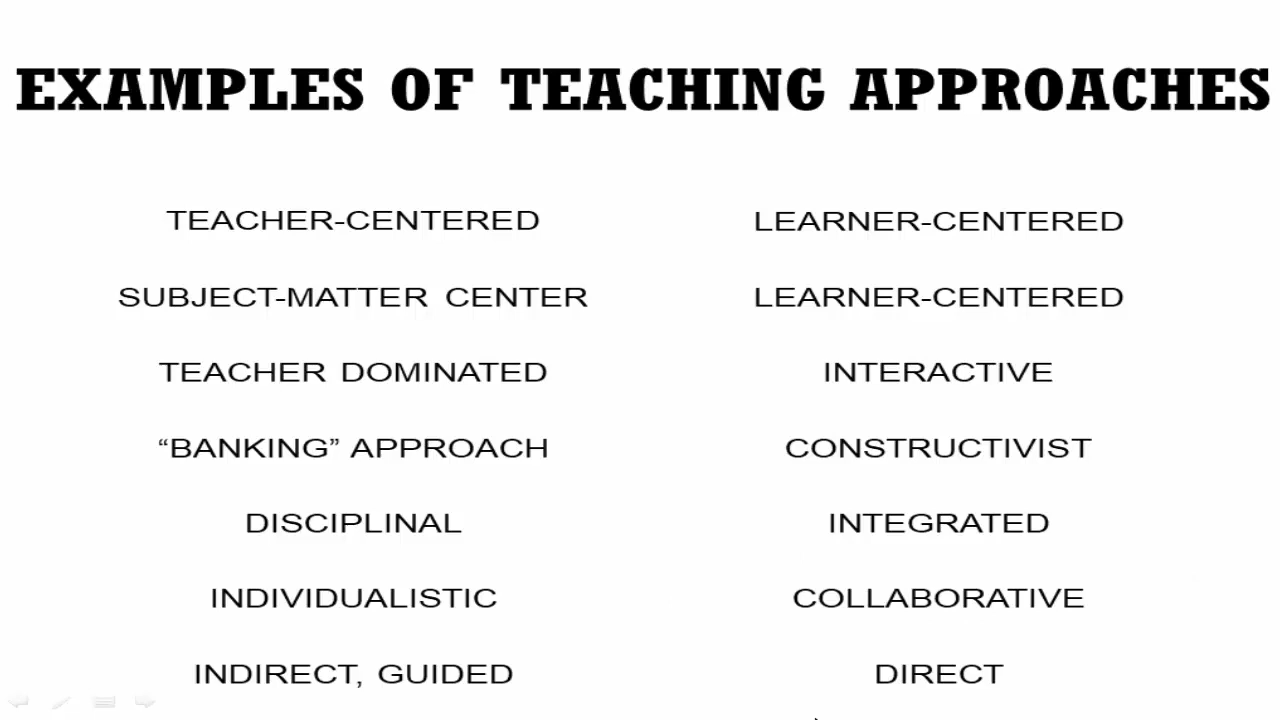 EXAMPLES OF TEACHING APPROACHES
TEACHER-CENTERED LEARNER-CENTERED
SUBJECT-MATTER CENTER LEARNER-CENTERED
TEACHER DOMINATED INTERACTIVE
“BANKING” APPROACH CONSTRUCTIVIST
DISCIPLINAL INTEGRATED
INDIVIDUALISTIC COLLABORATIVE
INDIRECT, GUIDED DIRECT